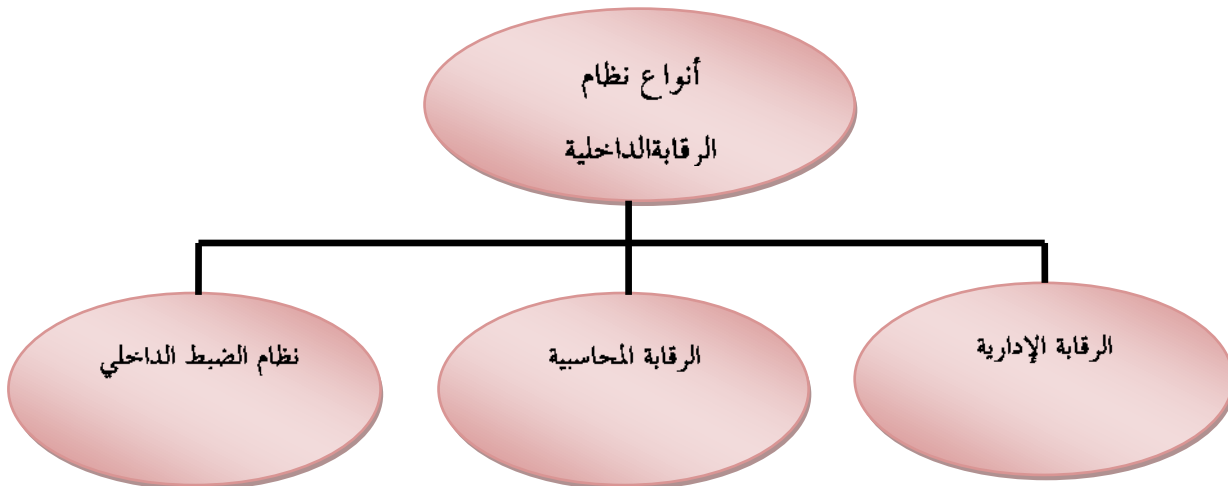 أنواع نظام
الرقابةالداخلية
الرقابة الإدارية
الرقابة المحاسبية
نظام الضبط الداخلي